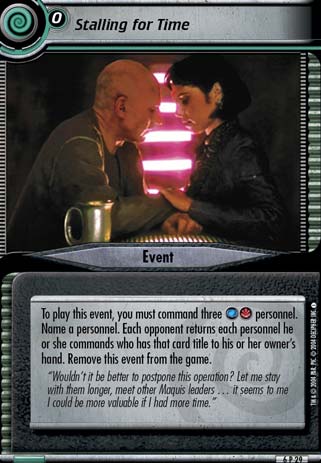 0
Stalling for Time
Event
To play this event, you must command three personnel.
Name a personnel. Each opponent returns each personnel he
or she commands who has that card title to his or her owner's
hand. Remove this event from the game.
"Wouldn't it be better to postpone this operation? Let me stay
with them longer, meet other Maquis leaders … it seems to me
I could be more valuable if I had more time."